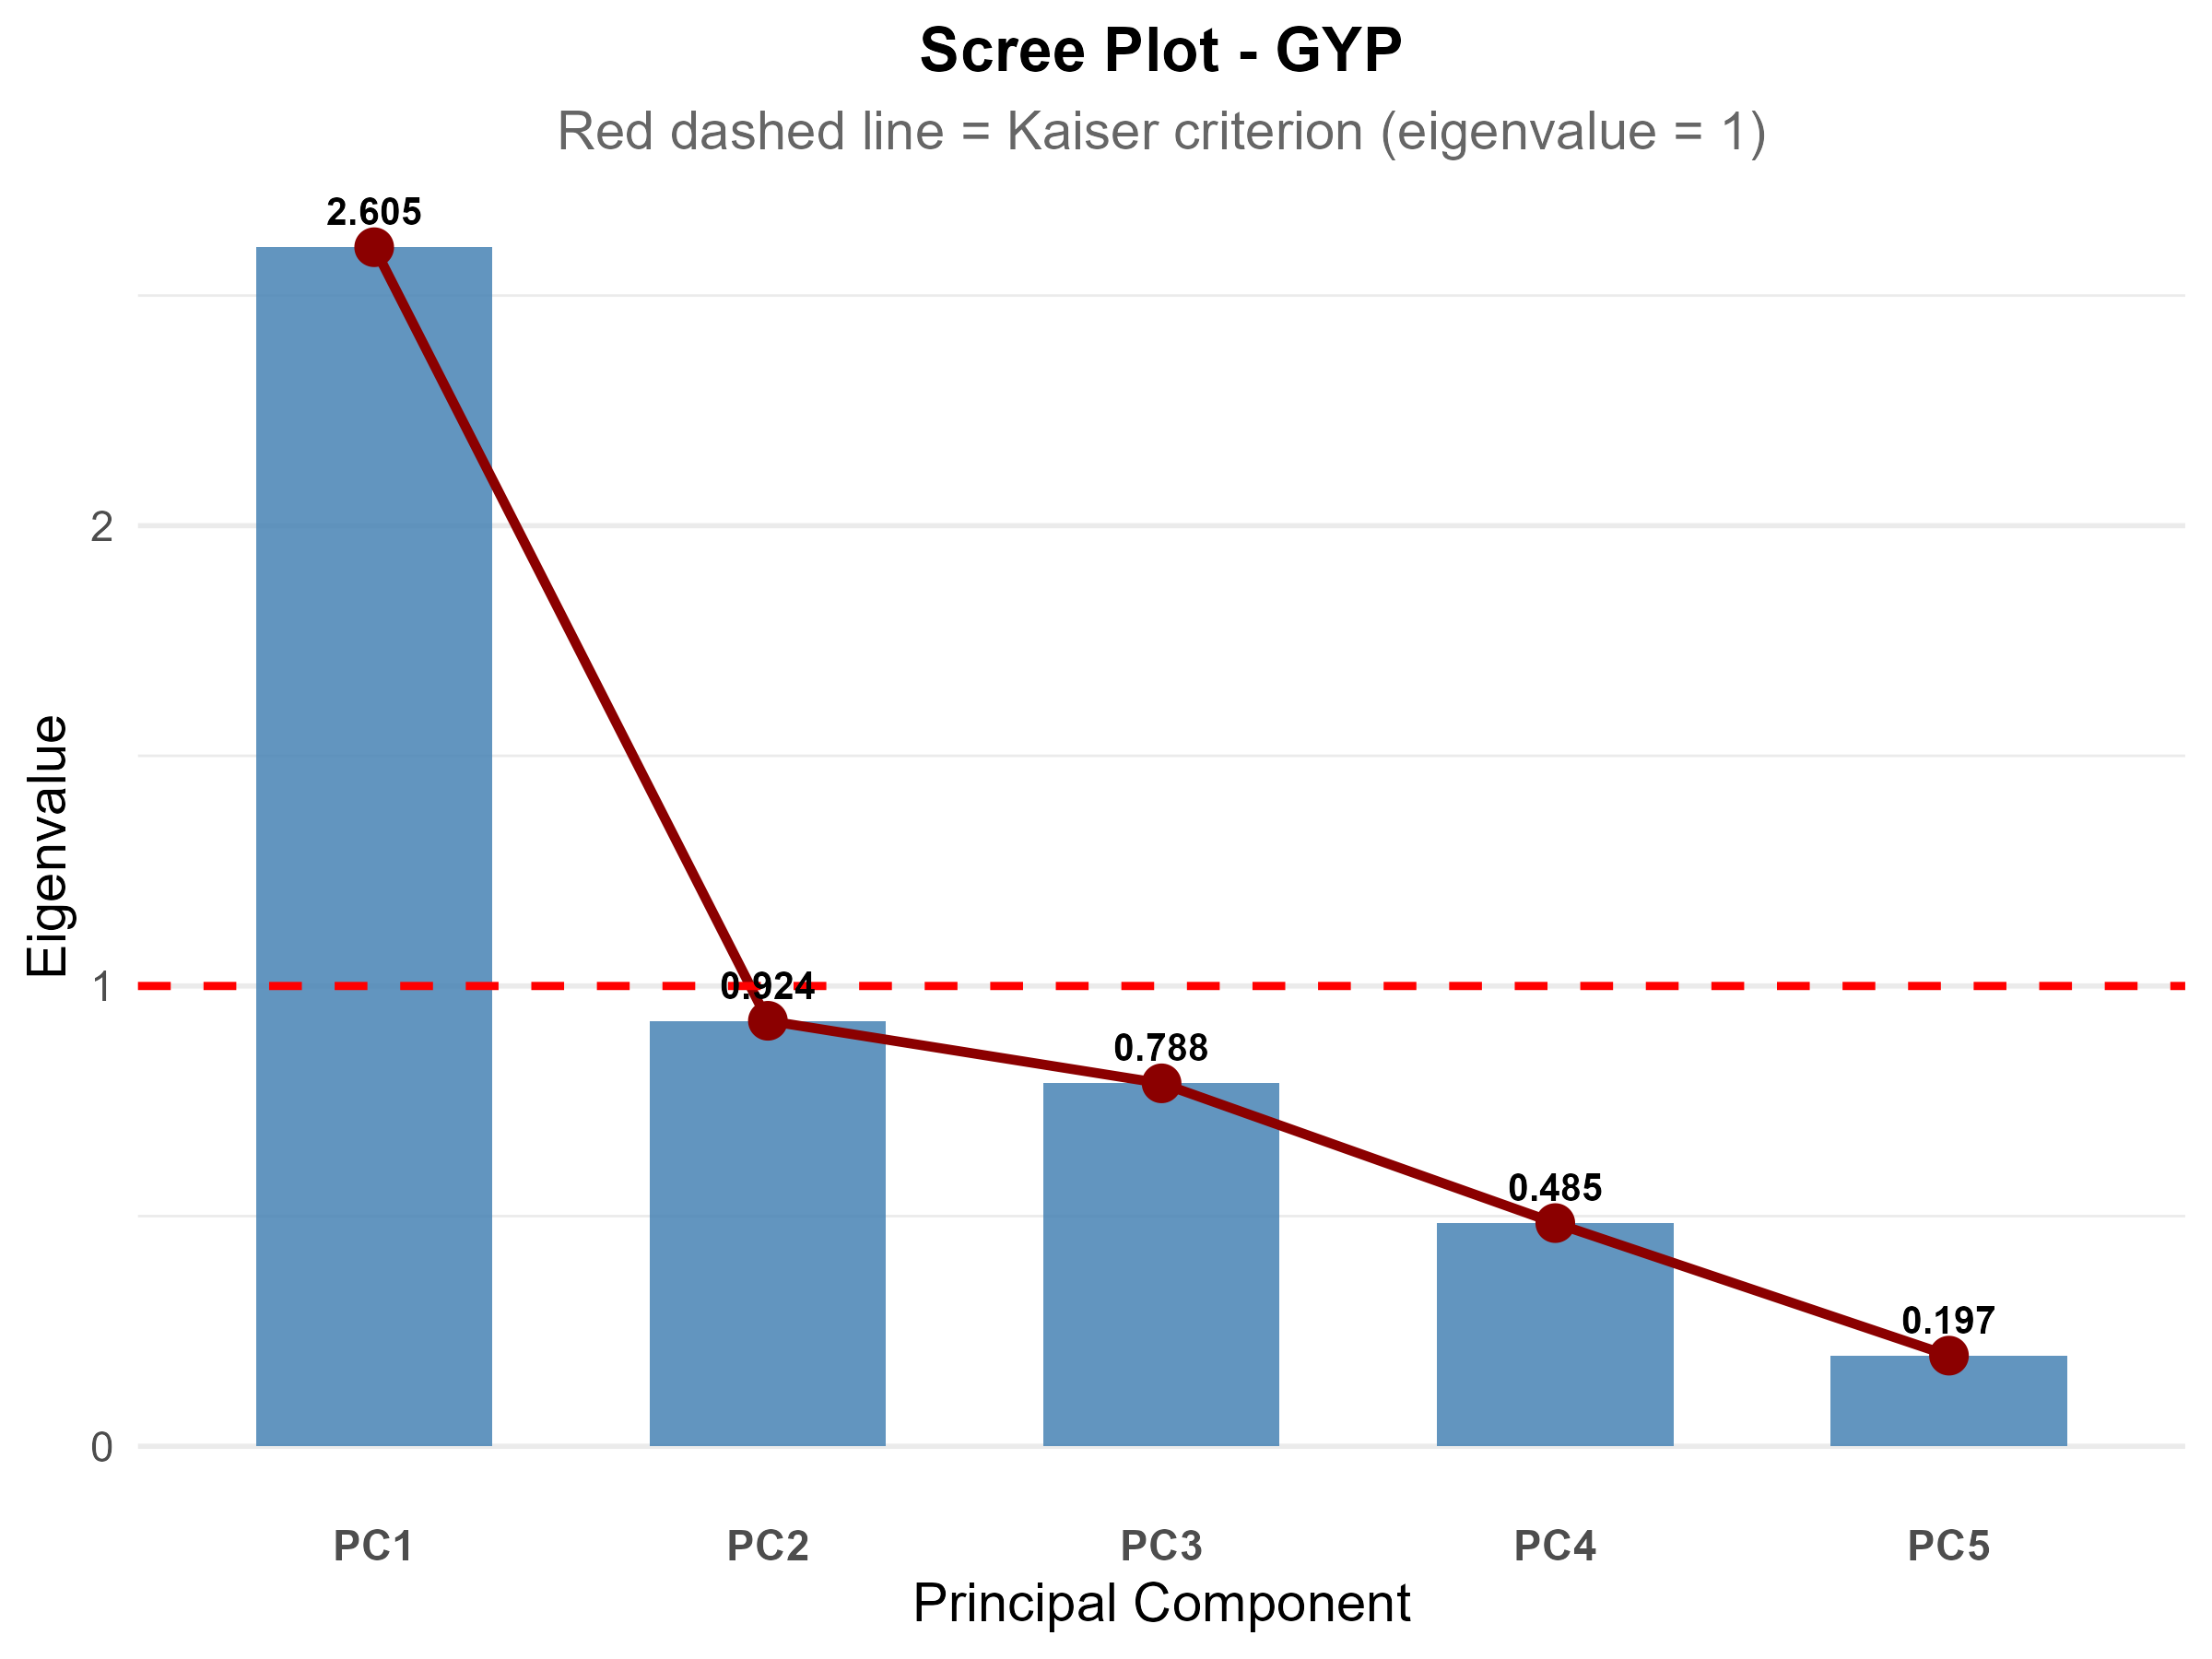 Scree Plot - GYP
Red dashed line = Kaiser criterion (eigenvalue = 1)
2.605
2
Eigenvalue
1
0.924
0.788
0.485
0.197
0
PC1 PC2 PC3 PC4 PC5
Principal Component